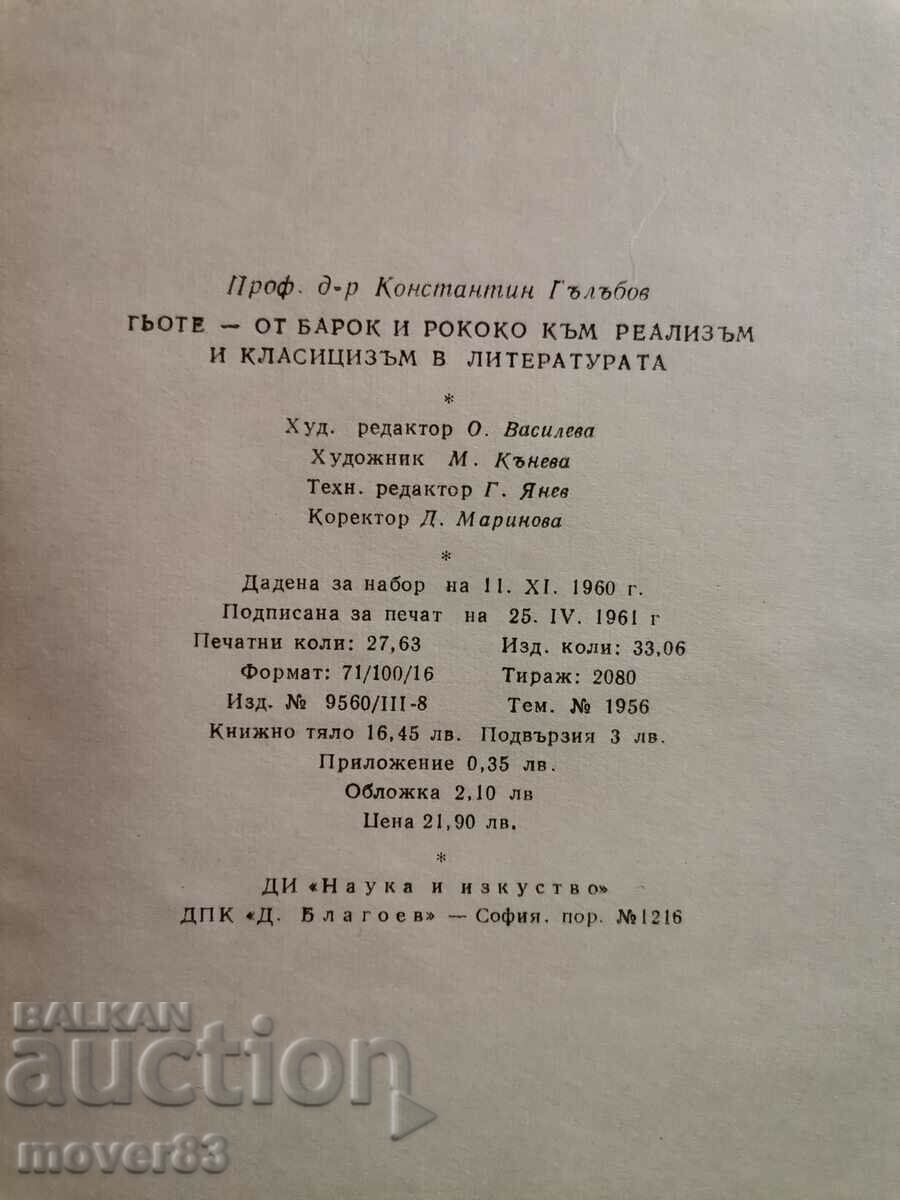 Проф. д-р Константин Гълъбов
ГЬОТЕ — ОТ БАРОК И РОКОКО КЪМ РЕАЛИЗЪМ
И КЛАСИЦИЗЪМ В ЛИТЕРАТУРАТА
*
Худ. редактор О. Василева
Художник М. Кънева
Техн. редактор Г. Янев
Коректор Д. Маринова
*
Дадена за набор на 11. XI. 1960 г.
Подписана за печат на 25. IV. 1961 г
Печатни коли: 27,63 Изд. коли: 33,06
Формат: 71/100/16 Тираж: 2080
Изд. № 9560/III-8 Тем. № 1956
Книжно тяло 16,45 лв. Подвързия 3 лв.
Приложение 0,35 лв.
Обложка 2,10 лв
Цена 21,90 лв.
*
ДИ «Наука и изкуство»
ДПК «Д. Благоев» — София. пор. №1216
BALKAN
auction
mover83